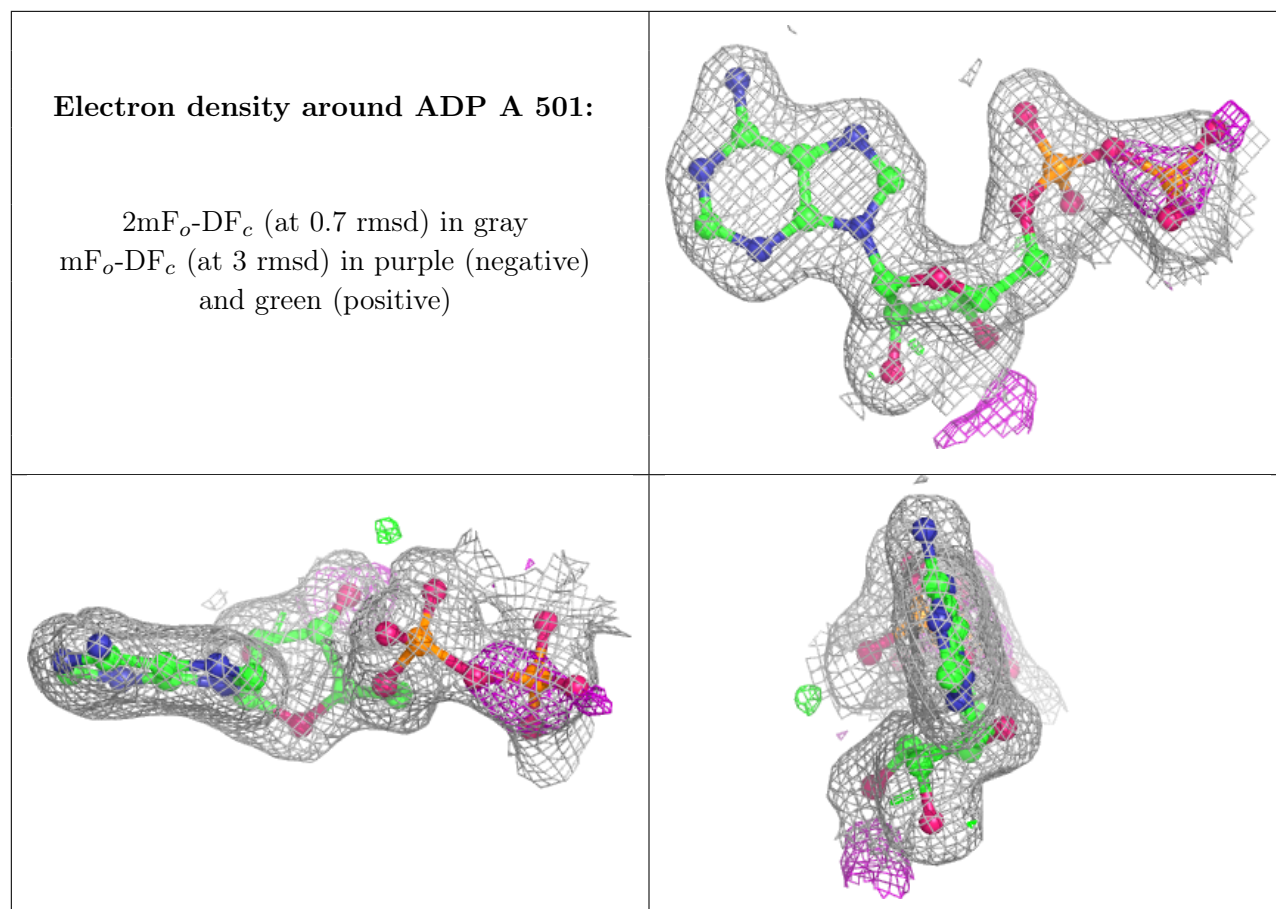 Electron density around ADP A 501:
2mFo-DFc (at 0.7 rmsd) in gray
mFo-DFc (at 3 rmsd) in purple (negative)
and green (positive)